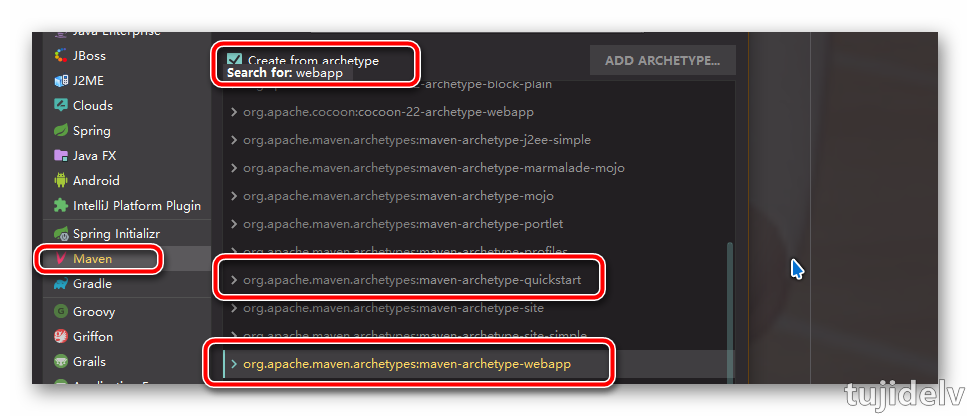 Java Enterprise
JBoss
J2ME
Clouds
Spring
Java FX
Android
IntelliJ Platform Plugin
Spring Initializr
Maven
Gradle
Groovy
Griffon
Grails
Create from archetype
Search for: webapp
ADD ARCHETYPE...
-archetype-block-plain
org.apache.cocoon:cocoon-22-archetype-webapp
org.apache.maven.archetypes:maven-archetype-j2ee-simple
org.apache.maven.archetypes:maven-archetype-marmalade-mojo
org.apache.maven.archetypes:maven-archetype-mojo
org.apache.maven.archetypes:maven-archetype-portlet
org.apache.maven.archetypes:maven-archetype-profiles
org.apache.maven.archetypes:maven-archetype-quickstart
org.apache.maven.archetypes:maven-archetype-site
org.apache.maven.archetypes:maven-archetype-site-simple
org.apache.maven.archetypes:maven-archetype-webapp
tujidelv